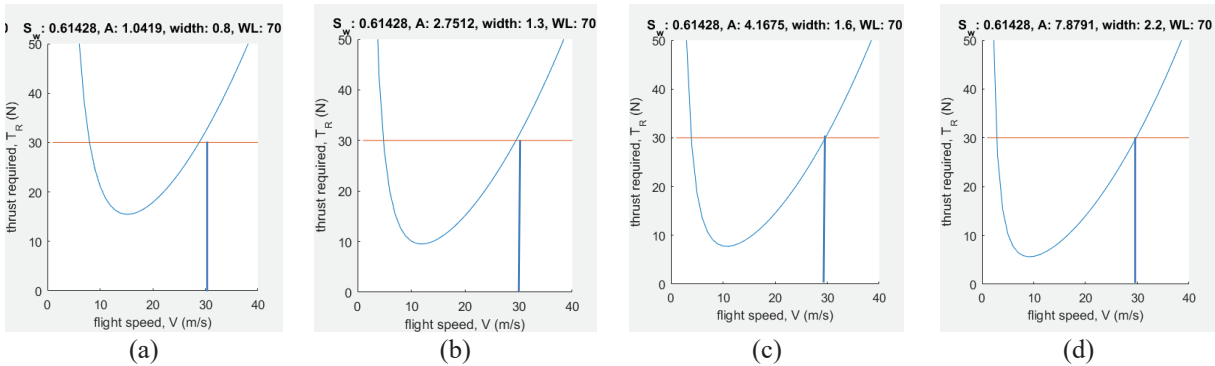 0 S_w: 0.61428, A: 1.0419, width: 0.8, WL: 70
50
40
30
20
10
0
thrust required, T_R (N)
0 10 20 30 40
flight speed, V (m/s)
(a)
S_w: 0.61428, A: 2.7512, width: 1.3, WL: 70
50
40
30
20
10
0
thrust required, T_R (N)
0 10 20 30 40
flight speed, V (m/s)
(b)
S_w: 0.61428, A: 4.1675, width: 1.6, WL: 70
50
40
30
20
10
0
thrust required, T_R (N)
0 10 20 30 40
flight speed, V (m/s)
(c)
S_w: 0.61428, A: 7.8791, width: 2.2, WL: 70
50
40
30
20
10
0
thrust required, T_R (N)
0 10 20 30 40
flight speed, V (m/s)
(d)